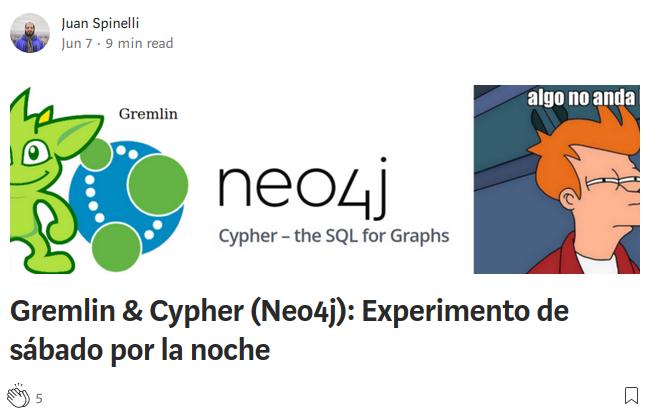 Juan Spinelli
Jun 7 · 9 min read
Gremlin
algo no anda
neo4j
Cypher – the SQL for Graphs
Gremlin & Cypher (Neo4j): Experimento de
sábado por la noche
5